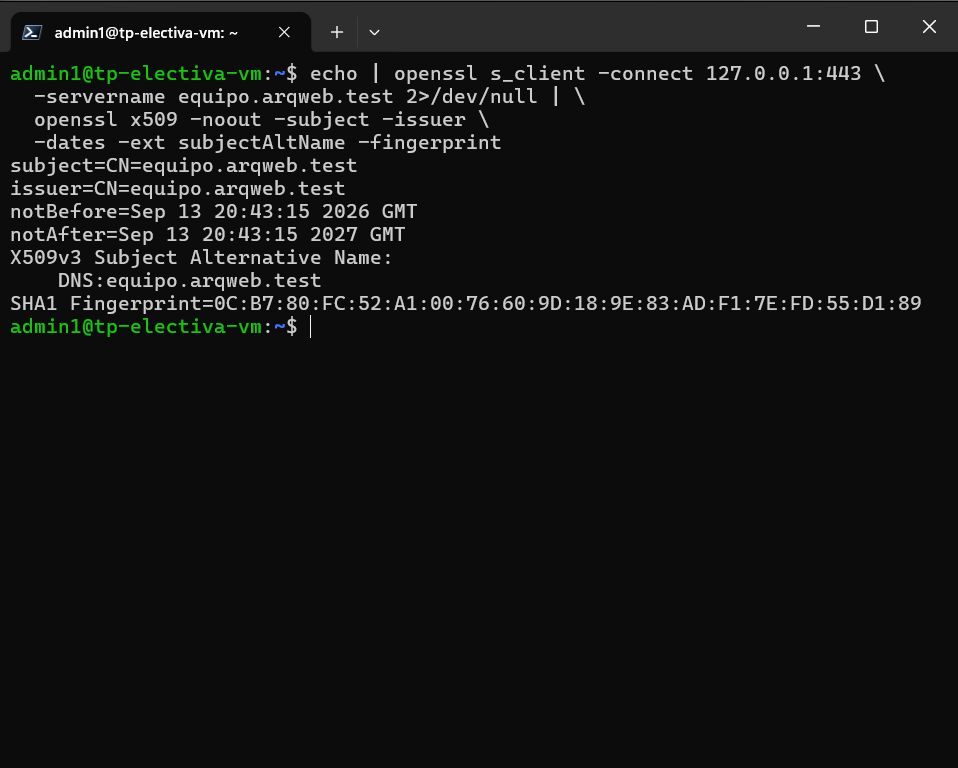 admin1@tp-electiva-vm: ~
admin1@tp-electiva-vm:~$ echo | openssl s_client -connect 127.0.0.1:443 \
  -servername equipo.arqweb.test 2>/dev/null | \
  openssl x509 -noout -subject -issuer \
  -dates -ext subjectAltName -fingerprint
subject=CN=equipo.arqweb.test
issuer=CN=equipo.arqweb.test
notBefore=Sep 13 20:43:15 2026 GMT
notAfter=Sep 13 20:43:15 2027 GMT
X509v3 Subject Alternative Name:
    DNS:equipo.arqweb.test
SHA1 Fingerprint=0C:B7:80:FC:52:A1:00:76:60:9D:18:9E:83:AD:F1:7E:FD:55:D1:89
admin1@tp-electiva-vm:~$